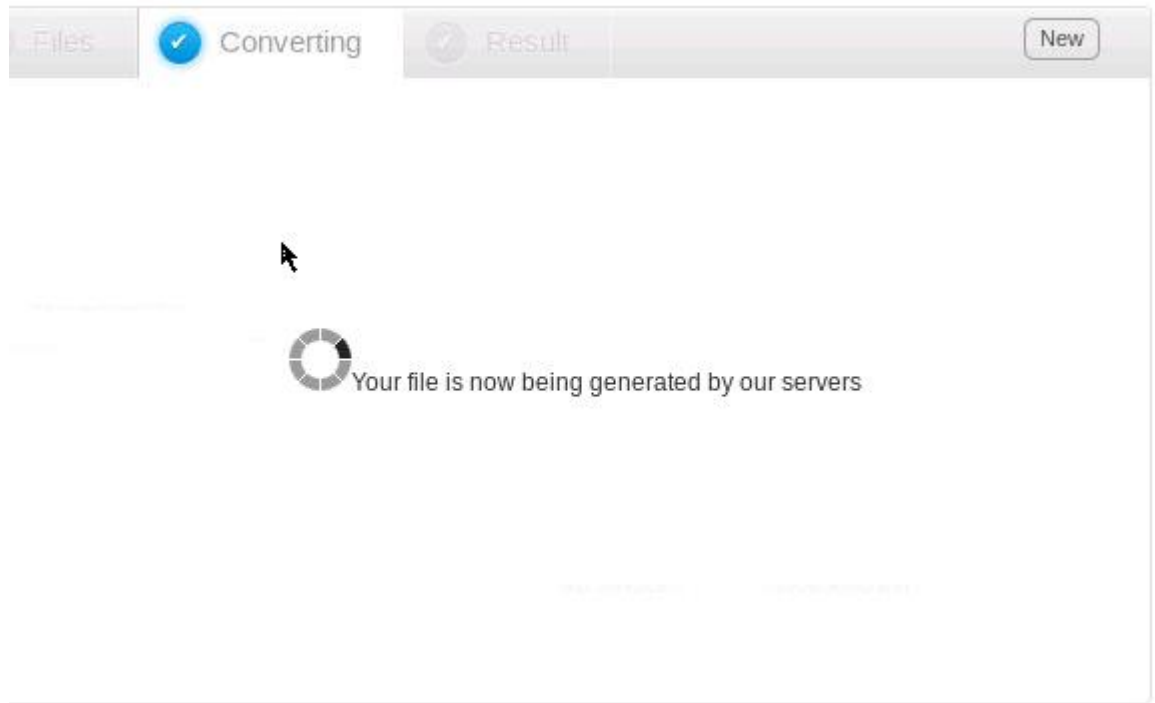 Files
Converting
Result
New
Your file is now being generated by our servers